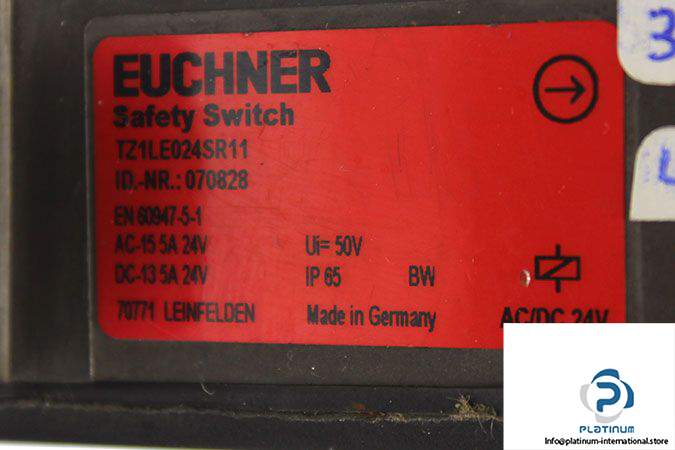 EUCHNER
Safety Switch
TZ1LE024SR11
ID.-NR.: 070828
EN 60947-5-1
AC-15 5A 24V Ui= 50V
DC-13 5A 24V IP 65 BW
70771 LEINFELDEN Made in Germany AC/DC 24V
3
PLATINUM
Info@platinum-international.store